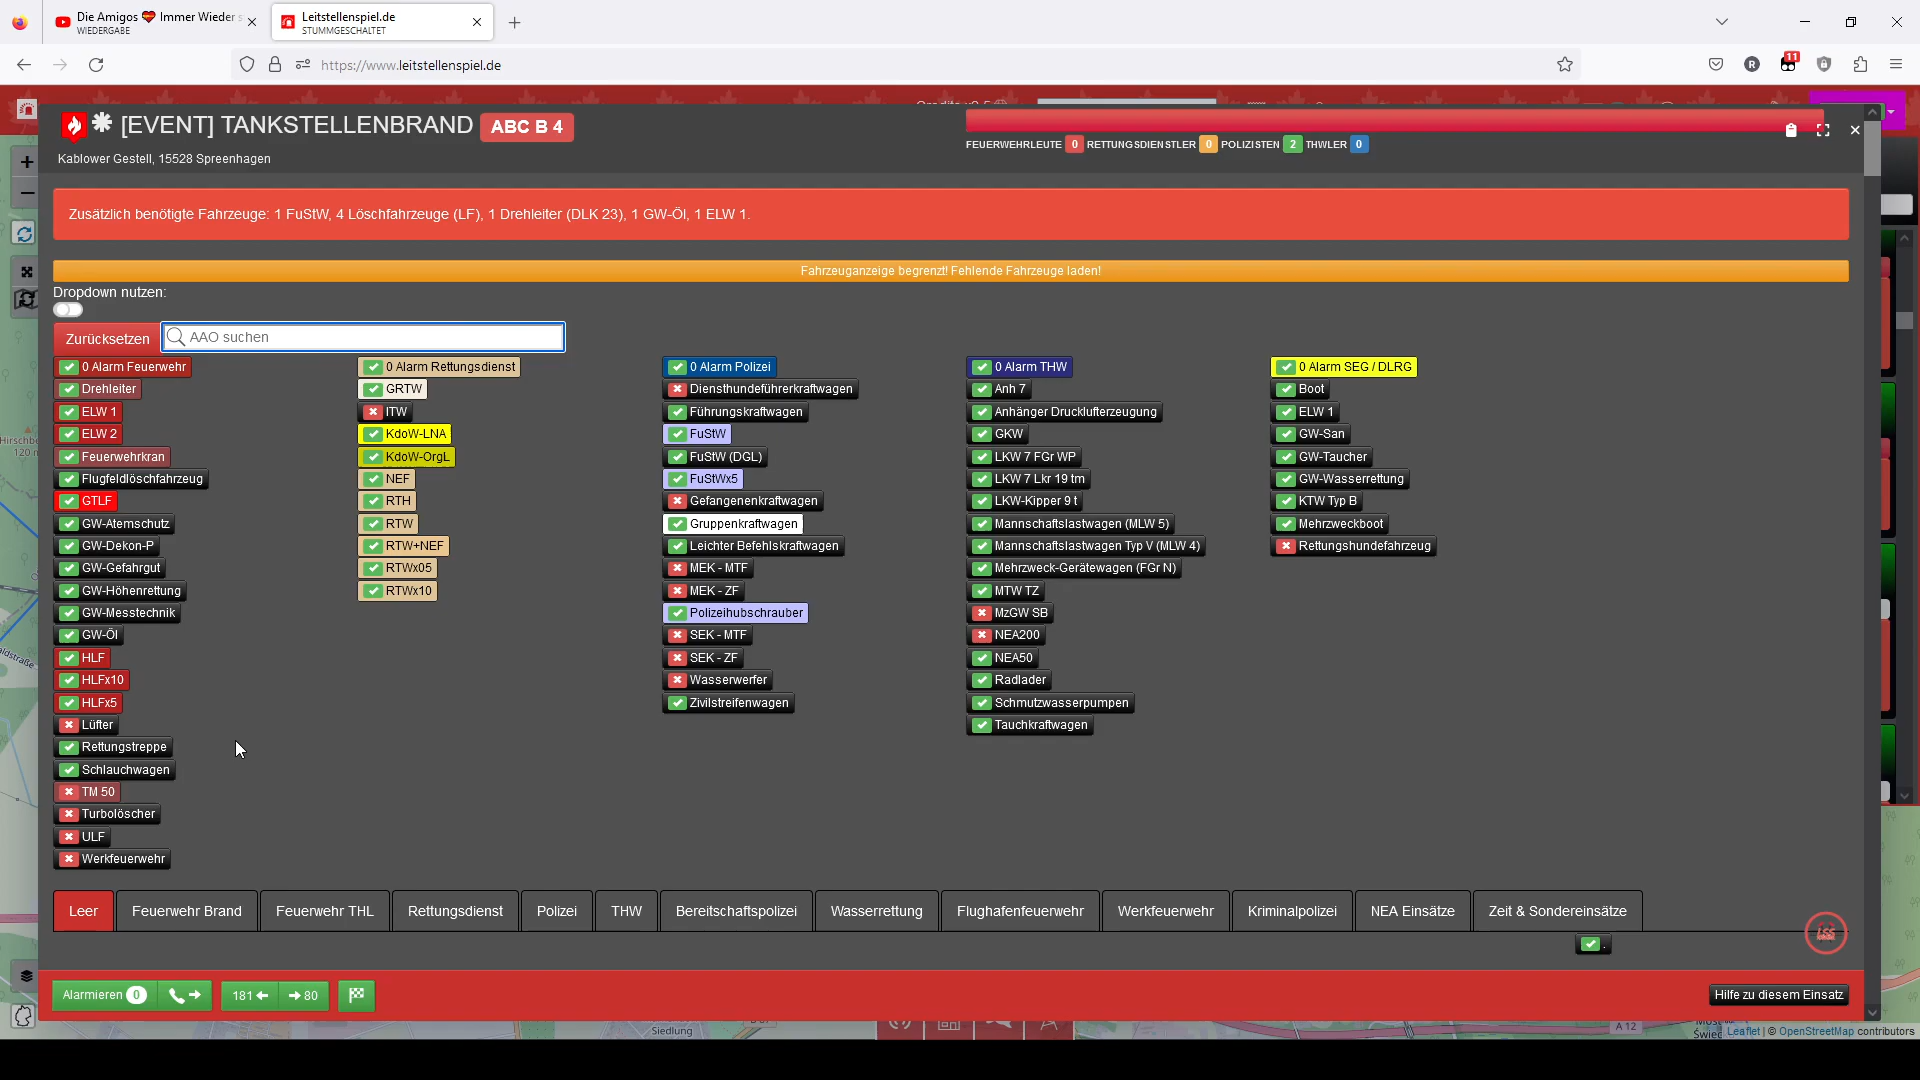 Die Amigos ❤️ Immer Wieder s
WIEDERGABE
Leitstellenspiel.de
STUMMGESCHALTET
https://www.leitstellenspiel.de
11
[EVENT] TANKSTELLENBRAND ABC B 4
Kablower Gestell, 15528 Spreenhagen
FEUERWEHRLEUTE 0 RETTUNGSDIENSTLER 0 POLIZISTEN 2 THWLER 0
Zusätzlich benötigte Fahrzeuge: 1 FuStW, 4 Löschfahrzeuge (LF), 1 Drehleiter (DLK 23), 1 GW-Öl, 1 ELW 1.
Fahrzeuganzeige begrenzt! Fehlende Fahrzeuge laden!
Dropdown nutzen:
Zurücksetzen
AAO suchen
0 Alarm Feuerwehr
Drehleiter
ELW 1
ELW 2
Feuerwehrkran
Flugfeldlöschfahrzeug
GTLF
GW-Atemschutz
GW-Dekon-P
GW-Gefahrgut
GW-Höhenrettung
GW-Messtechnik
GW-Öl
HLF
HLFx10
HLFx5
Lüfter
Rettungstreppe
Schlauchwagen
TM 50
Turbolöscher
ULF
Werkfeuerwehr
0 Alarm Rettungsdienst
GRTW
ITW
KdoW-LNA
KdoW-OrgL
NEF
RTH
RTW
RTW+NEF
RTWx05
RTWx10
0 Alarm Polizei
Diensthundeführerkraftwagen
Führungskraftwagen
FuStW
FuStW (DGL)
FuStWx5
Gefangenenkraftwagen
Gruppenkraftwagen
Leichter Befehlskraftwagen
MEK - MTF
MEK - ZF
Polizeihubschrauber
SEK - MTF
SEK - ZF
Wasserwerfer
Zivilstreifenwagen
0 Alarm THW
Anh 7
Anhänger Drucklufterzeugung
GKW
LKW 7 FGr WP
LKW 7 Lkr 19 tm
LKW-Kipper 9 t
Mannschaftslastwagen (MLW 5)
Mannschaftslastwagen Typ V (MLW 4)
Mehrzweck-Gerätewagen (FGr N)
MTW TZ
MzGW SB
NEA200
NEA50
Radlader
Schmutzwasserpumpen
Tauchkraftwagen
0 Alarm SEG / DLRG
Boot
ELW 1
GW-San
GW-Taucher
GW-Wasserrettung
KTW Typ B
Mehrzweckboot
Rettungshundefahrzeug
Leer
Feuerwehr Brand
Feuerwehr THL
Rettungsdienst
Polizei
THW
Bereitschaftspolizei
Wasserrettung
Flughafenfeuerwehr
Werkfeuerwehr
Kriminalpolizei
NEA Einsätze
Zeit & Sondereinsätze
.
LSS
Alarmieren 0
181
80
Hilfe zu diesem Einsatz
Siedlung
A 12
Leaflet | © OpenStreetMap contributors